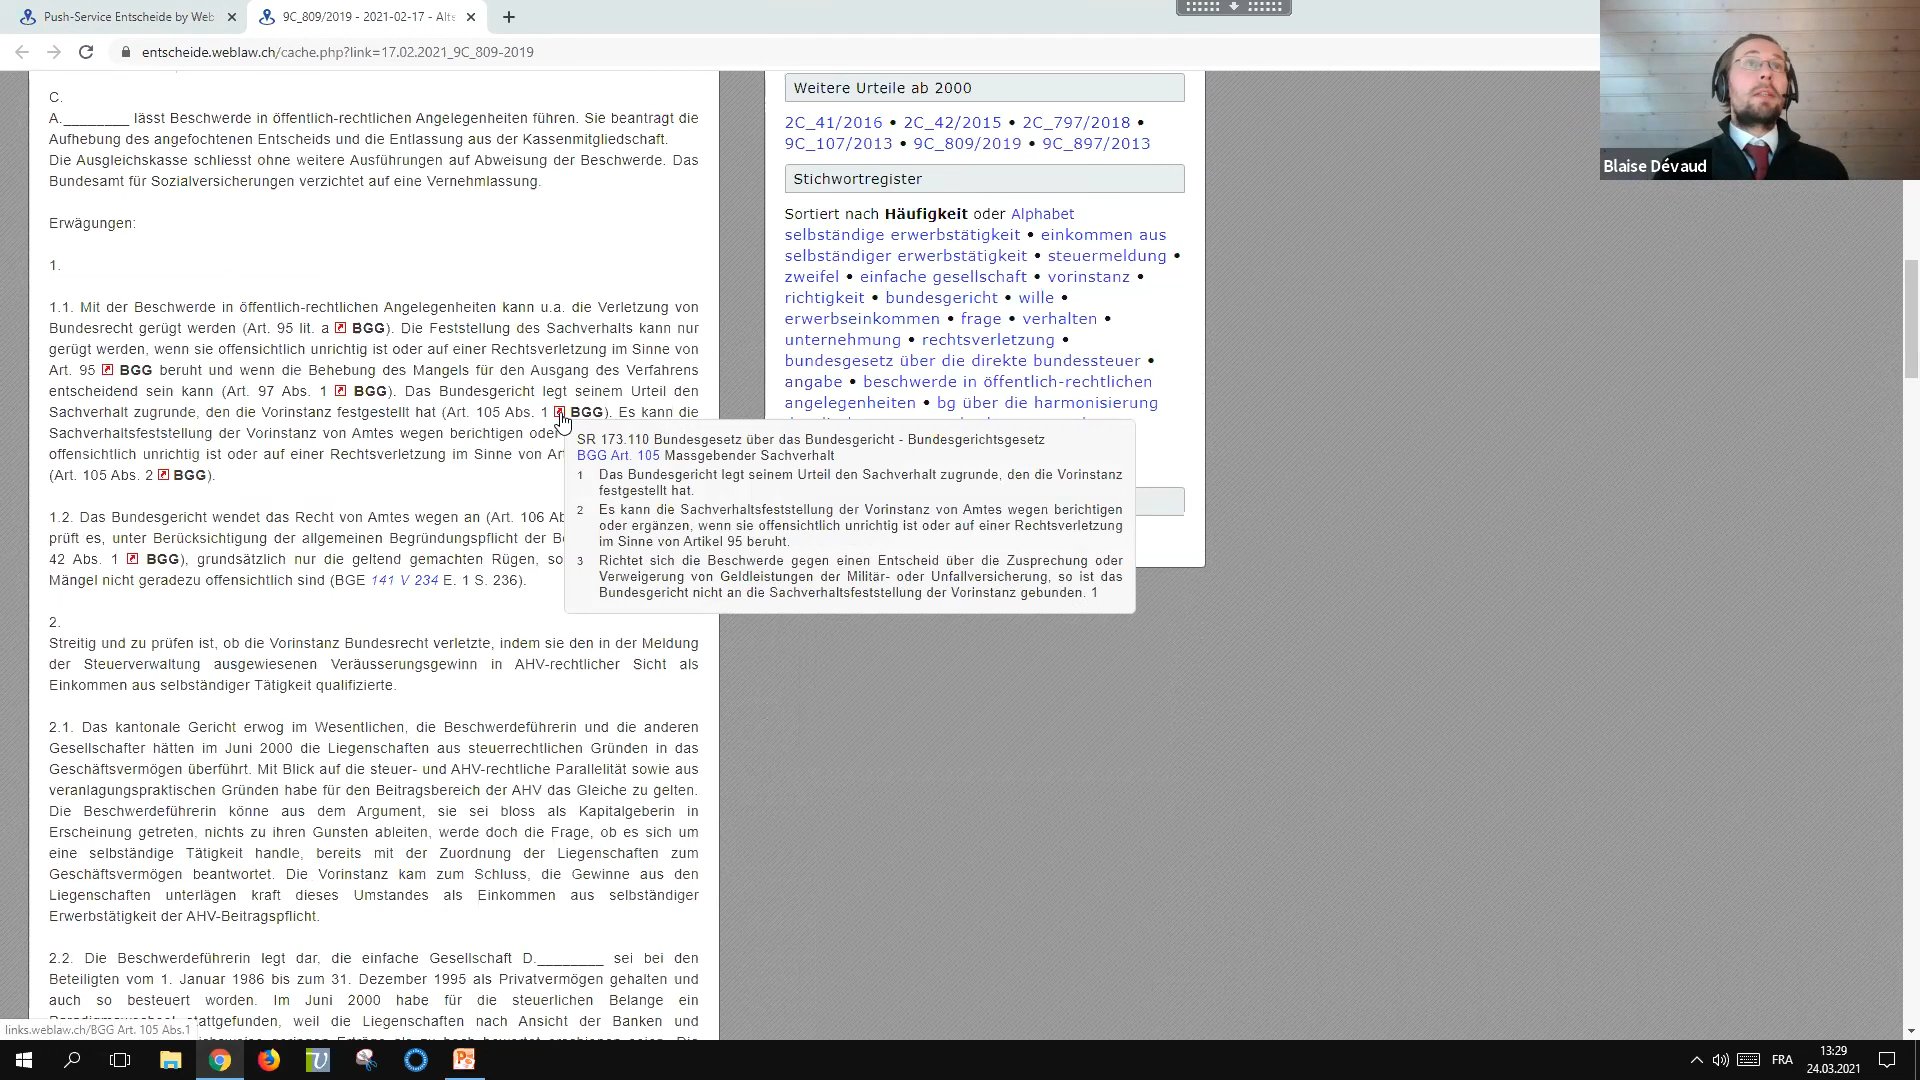 Push-Service Entscheide by Web
9C_809/2019 - 2021-02-17 - Alte
entscheide.weblaw.ch/cache.php?link=17.02.2021_9C_809-2019
Blaise Dévaud
C.
A.________ lässt Beschwerde in öffentlich-rechtlichen Angelegenheiten führen. Sie beantragt die
Aufhebung des angefochtenen Entscheids und die Entlassung aus der Kassenmitgliedschaft.
Die Ausgleichskasse schliesst ohne weitere Ausführungen auf Abweisung der Beschwerde. Das
Bundesamt für Sozialversicherungen verzichtet auf eine Vernehmlassung.
Erwägungen:
1.
1.1. Mit der Beschwerde in öffentlich-rechtlichen Angelegenheiten kann u.a. die Verletzung von
Bundesrecht gerügt werden (Art. 95 lit. a BGG). Die Feststellung des Sachverhalts kann nur
gerügt werden, wenn sie offensichtlich unrichtig ist oder auf einer Rechtsverletzung im Sinne von
Art. 95 BGG beruht und wenn die Behebung des Mangels für den Ausgang des Verfahrens
entscheidend sein kann (Art. 97 Abs. 1 BGG). Das Bundesgericht legt seinem Urteil den
Sachverhalt zugrunde, den die Vorinstanz festgestellt hat (Art. 105 Abs. 1 BGG). Es kann die
Sachverhaltsfeststellung der Vorinstanz von Amtes wegen berichtigen oder
offensichtlich unrichtig ist oder auf einer Rechtsverletzung im Sinne von
(Art. 105 Abs. 2 BGG).
1.2. Das Bundesgericht wendet das Recht von Amtes wegen an (Art. 106
prüft es, unter Berücksichtigung der allgemeinen Begründungspflicht der
42 Abs. 1 BGG), grundsätzlich nur die geltend gemachten Rügen,
Mängel nicht geradezu offensichtlich sind (BGE 141 V 234 E. 1 S. 236).
2.
Streitig und zu prüfen ist, ob die Vorinstanz Bundesrecht verletzte, indem sie den in der Meldung
der Steuerverwaltung ausgewiesenen Veräusserungsgewinn in AHV-rechtlicher Sicht als
Einkommen aus selbständiger Tätigkeit qualifizierte.
2.1. Das kantonale Gericht erwog im Wesentlichen, die Beschwerdeführerin und die anderen
Gesellschafter hätten im Juni 2000 die Liegenschaften aus steuerrechtlichen Gründen in das
Geschäftsvermögen überführt. Mit Blick auf die steuer- und AHV-rechtliche Parallelität sowie aus
veranlagungspraktischen Gründen habe für den Beitragsbereich der AHV das Gleiche zu gelten.
Die Beschwerdeführerin könne aus dem Argument, sie sei bloss als Kapitalgeberin in
Erscheinung getreten, nichts zu ihren Gunsten ableiten, werde doch die Frage, ob es sich um
eine selbständige Tätigkeit handle, bereits mit der Zuordnung der Liegenschaften zum
Geschäftsvermögen beantwortet. Die Vorinstanz kam zum Schluss, die Gewinne aus den
Liegenschaften unterlägen kraft dieses Umstandes als Einkommen aus selbständiger
Erwerbstätigkeit der AHV-Beitragspflicht.
2.2. Die Beschwerdeführerin legt dar, die einfache Gesellschaft D.________ sei bei den
Beteiligten vom 1. Januar 1986 bis zum 31. Dezember 1995 als Privatvermögen gehalten und
auch so besteuert worden. Im Juni 2000 habe für die steuerlichen Belange ein
stattgefunden, weil die Liegenschaften nach Ansicht der Banken und
Weitere Urteile ab 2000
2C_41/2016 • 2C_42/2015 • 2C_797/2018 •
9C_107/2013 • 9C_809/2019 • 9C_897/2013
Stichwortregister
Sortiert nach Häufigkeit oder Alphabet
selbständige erwerbstätigkeit • einkommen aus
selbständiger erwerbstätigkeit • steuermeldung •
zweifel • einfache gesellschaft • vorinstanz •
richtigkeit • bundesgericht • wille •
erwerbseinkommen • frage • verhalten •
unternehmung • rechtsverletzung •
bundesgesetz über die direkte bundessteuer •
angabe • beschwerde in öffentlich-rechtlichen
angelegenheiten • bg über die harmonisierung
SR 173.110 Bundesgesetz über das Bundesgericht - Bundesgerichtsgesetz
BGG Art. 105 Massgebender Sachverhalt
1 Das Bundesgericht legt seinem Urteil den Sachverhalt zugrunde, den die Vorinstanz
festgestellt hat.
2 Es kann die Sachverhaltsfeststellung der Vorinstanz von Amtes wegen berichtigen
oder ergänzen, wenn sie offensichtlich unrichtig ist oder auf einer Rechtsverletzung
im Sinne von Artikel 95 beruht.
3 Richtet sich die Beschwerde gegen einen Entscheid über die Zusprechung oder
Verweigerung von Geldleistungen der Militär- oder Unfallversicherung, so ist das
Bundesgericht nicht an die Sachverhaltsfeststellung der Vorinstanz gebunden. 1
links.weblaw.ch/BGG Art. 105 Abs.1
FRA
13:29
24.03.2021